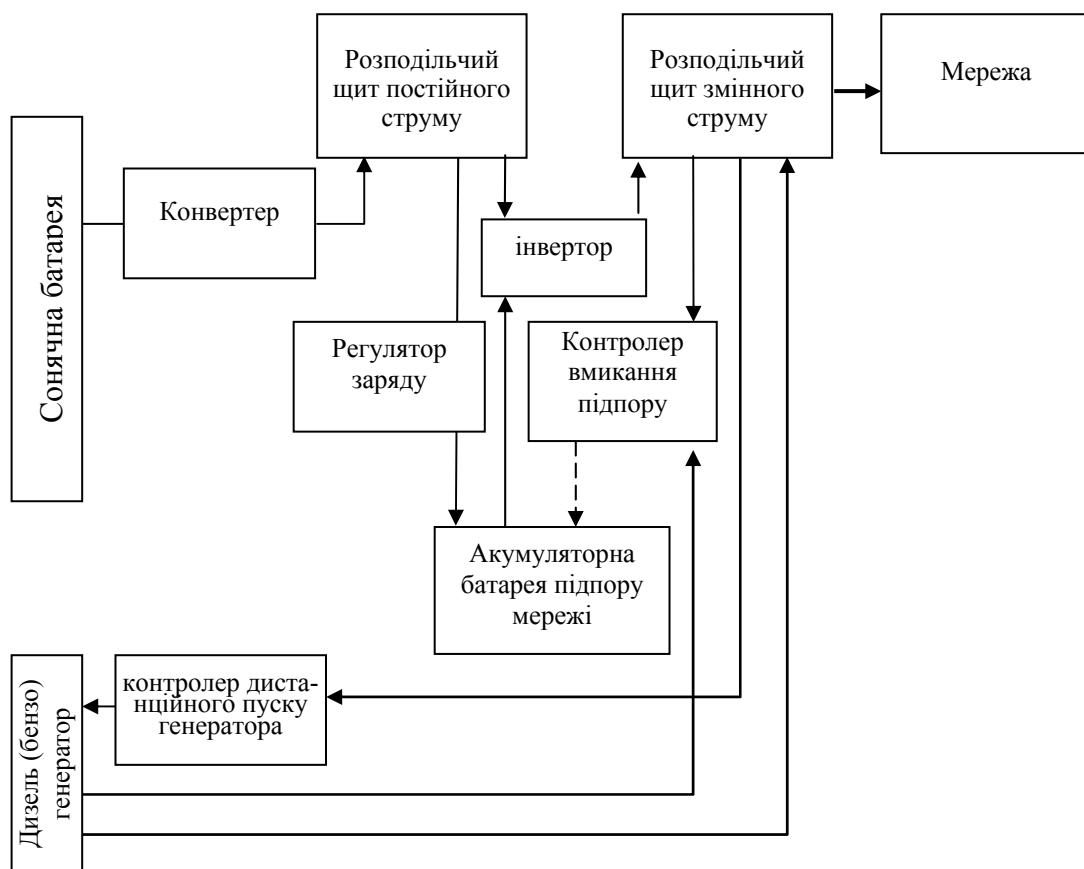 Розподільчий
щит постійного
струму
Розподільчий
щит змінного
струму
Мережа
Сонячна батарея
Конвертер
інвертор
Регулятор
заряду
Контролер
вмикання
підпору
Акумуляторна
батарея підпору
мережі
Дизель (бензо)
генератор
контролер диста-
нційного пуску
генератора